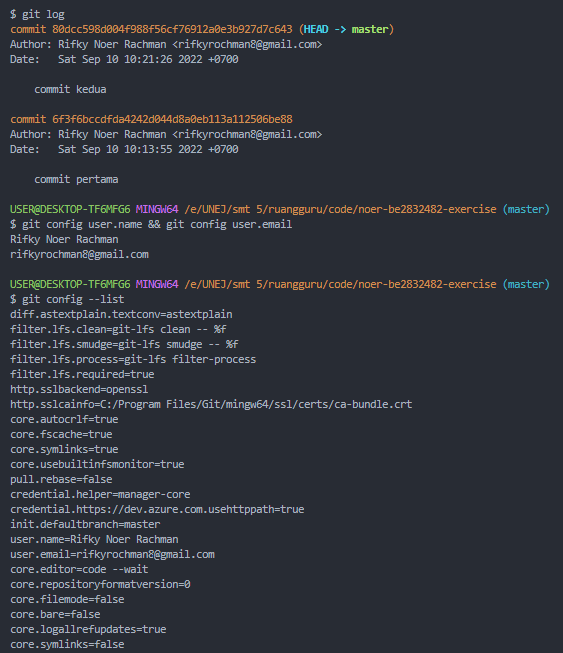 $ git log
commit 80dcc598d004f988f56cf76912a0e3b927d7c643 (HEAD -> master)
Author: Rifky Noer Rachman <rifkyrochman8@gmail.com>
Date:   Sat Sep 10 10:21:26 2022 +0700
commit kedua
commit 6f3f6bccdfda4242d044d8a0eb113a112506be88
Author: Rifky Noer Rachman <rifkyrochman8@gmail.com>
Date:   Sat Sep 10 10:13:55 2022 +0700
commit pertama
USER@DESKTOP-TF6MFG6 MINGW64 /e/UNEJ/smt 5/ruangguru/code/noer-be2832482-exercise (master)
$ git config user.name && git config user.email
Rifky Noer Rachman
rifkyrochman8@gmail.com
USER@DESKTOP-TF6MFG6 MINGW64 /e/UNEJ/smt 5/ruangguru/code/noer-be2832482-exercise (master)
$ git config --list
diff.astextplain.textconv=astextplain
filter.lfs.clean=git-lfs clean -- %f
filter.lfs.smudge=git-lfs smudge -- %f
filter.lfs.process=git-lfs filter-process
filter.lfs.required=true
http.sslbackend=openssl
http.sslcainfo=C:/Program Files/Git/mingw64/ssl/certs/ca-bundle.crt
core.autocrlf=true
core.fscache=true
core.symlinks=true
core.usebuiltinfsmonitor=true
pull.rebase=false
credential.helper=manager-core
credential.https://dev.azure.com.usehttppath=true
init.defaultbranch=master
user.name=Rifky Noer Rachman
user.email=rifkyrochman8@gmail.com
core.editor=code --wait
core.repositoryformatversion=0
core.filemode=false
core.bare=false
core.logallrefupdates=true
core.symlinks=false